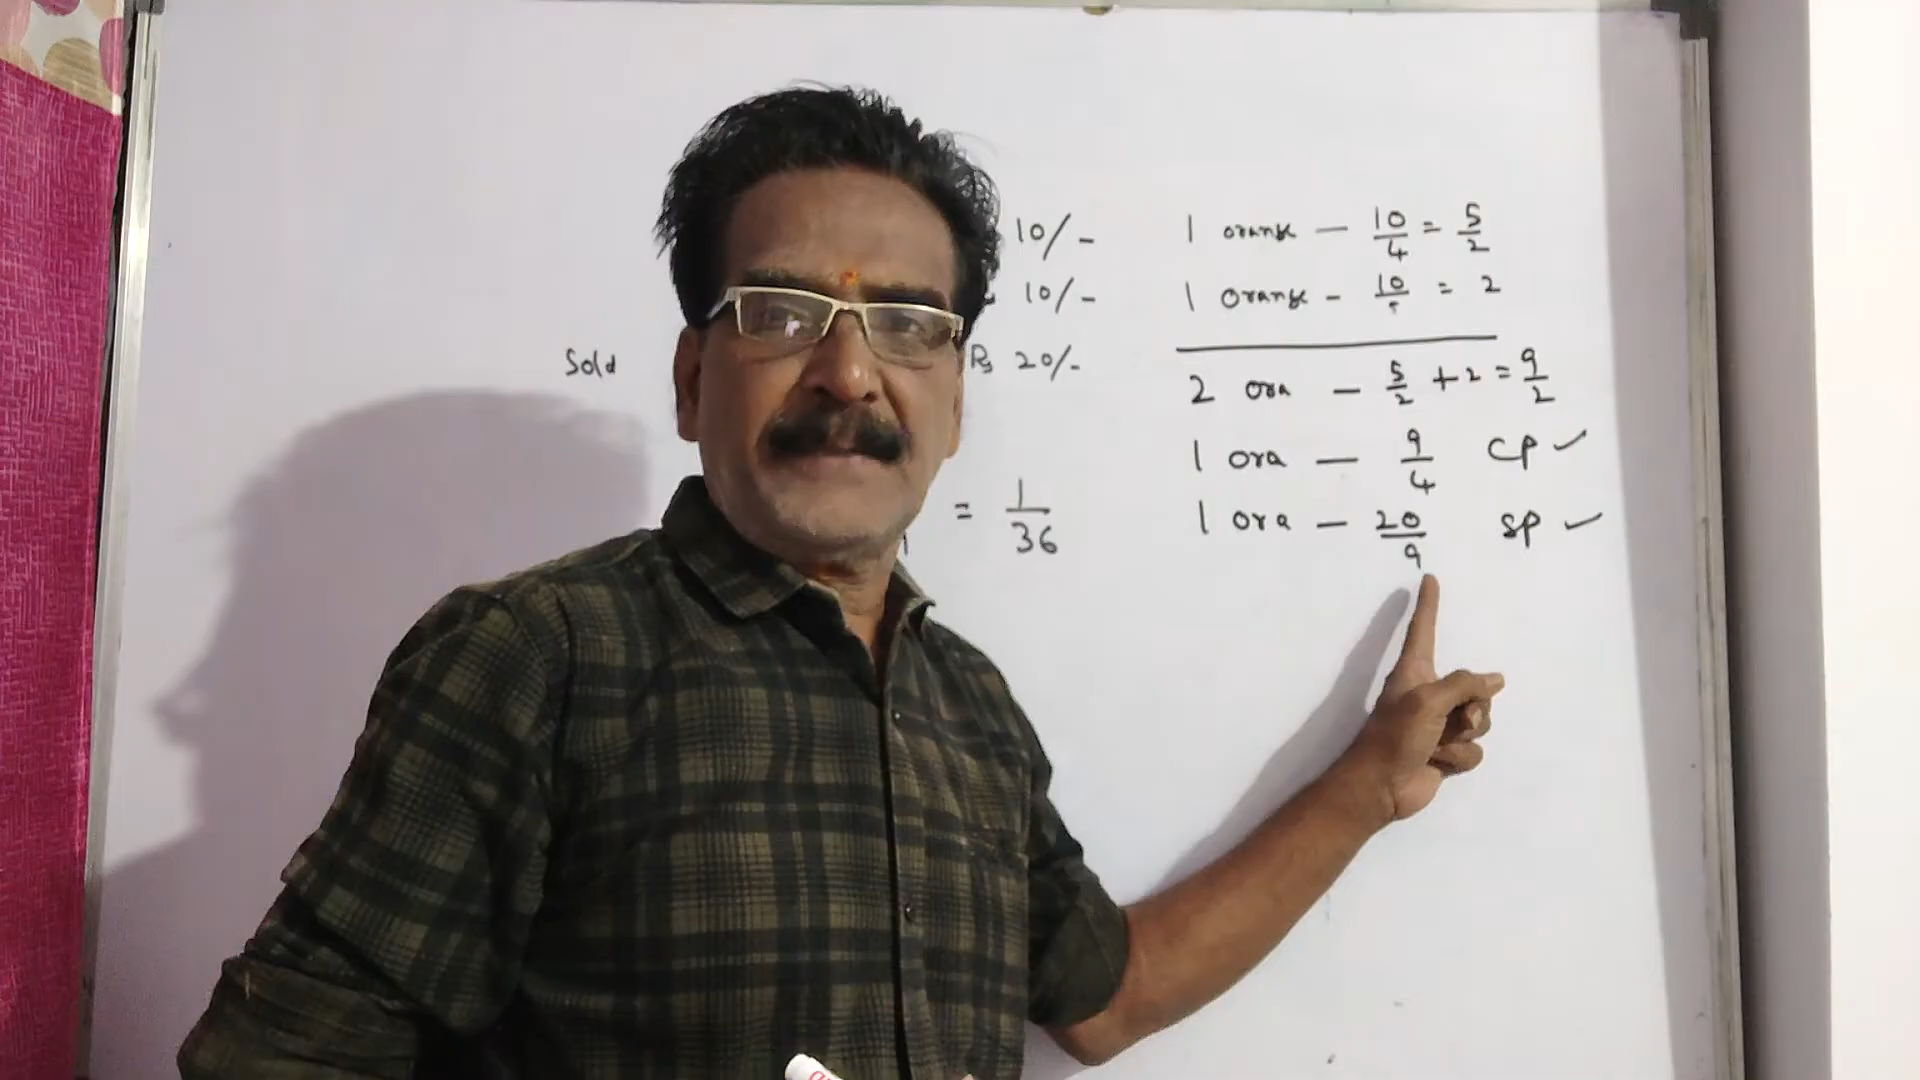 10/-
10/-
Sold Rs 20/-
= 1/36
1 orange — 10/4 = 5/2
1 orange - 10/5 = 2
2 ora — 5/2 + 2 = 9/2
1 ora — 9/4 CP ✓
1 ora — 20/9 SP ✓